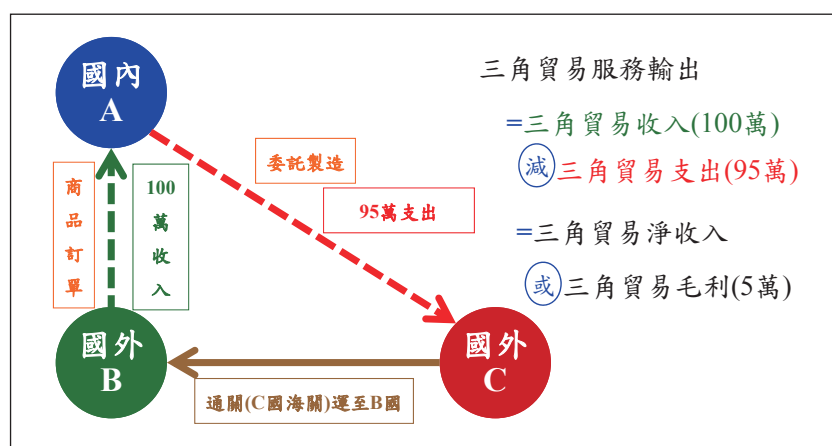 國內
A
商品訂單
100萬收入
委託製造
95萬支出
國外
B
國外
C
通關(C國海關)運至B國
三角貿易服務輸出
=三角貿易收入(100萬)
減三角貿易支出(95萬)
=三角貿易淨收入
或三角貿易毛利(5萬)